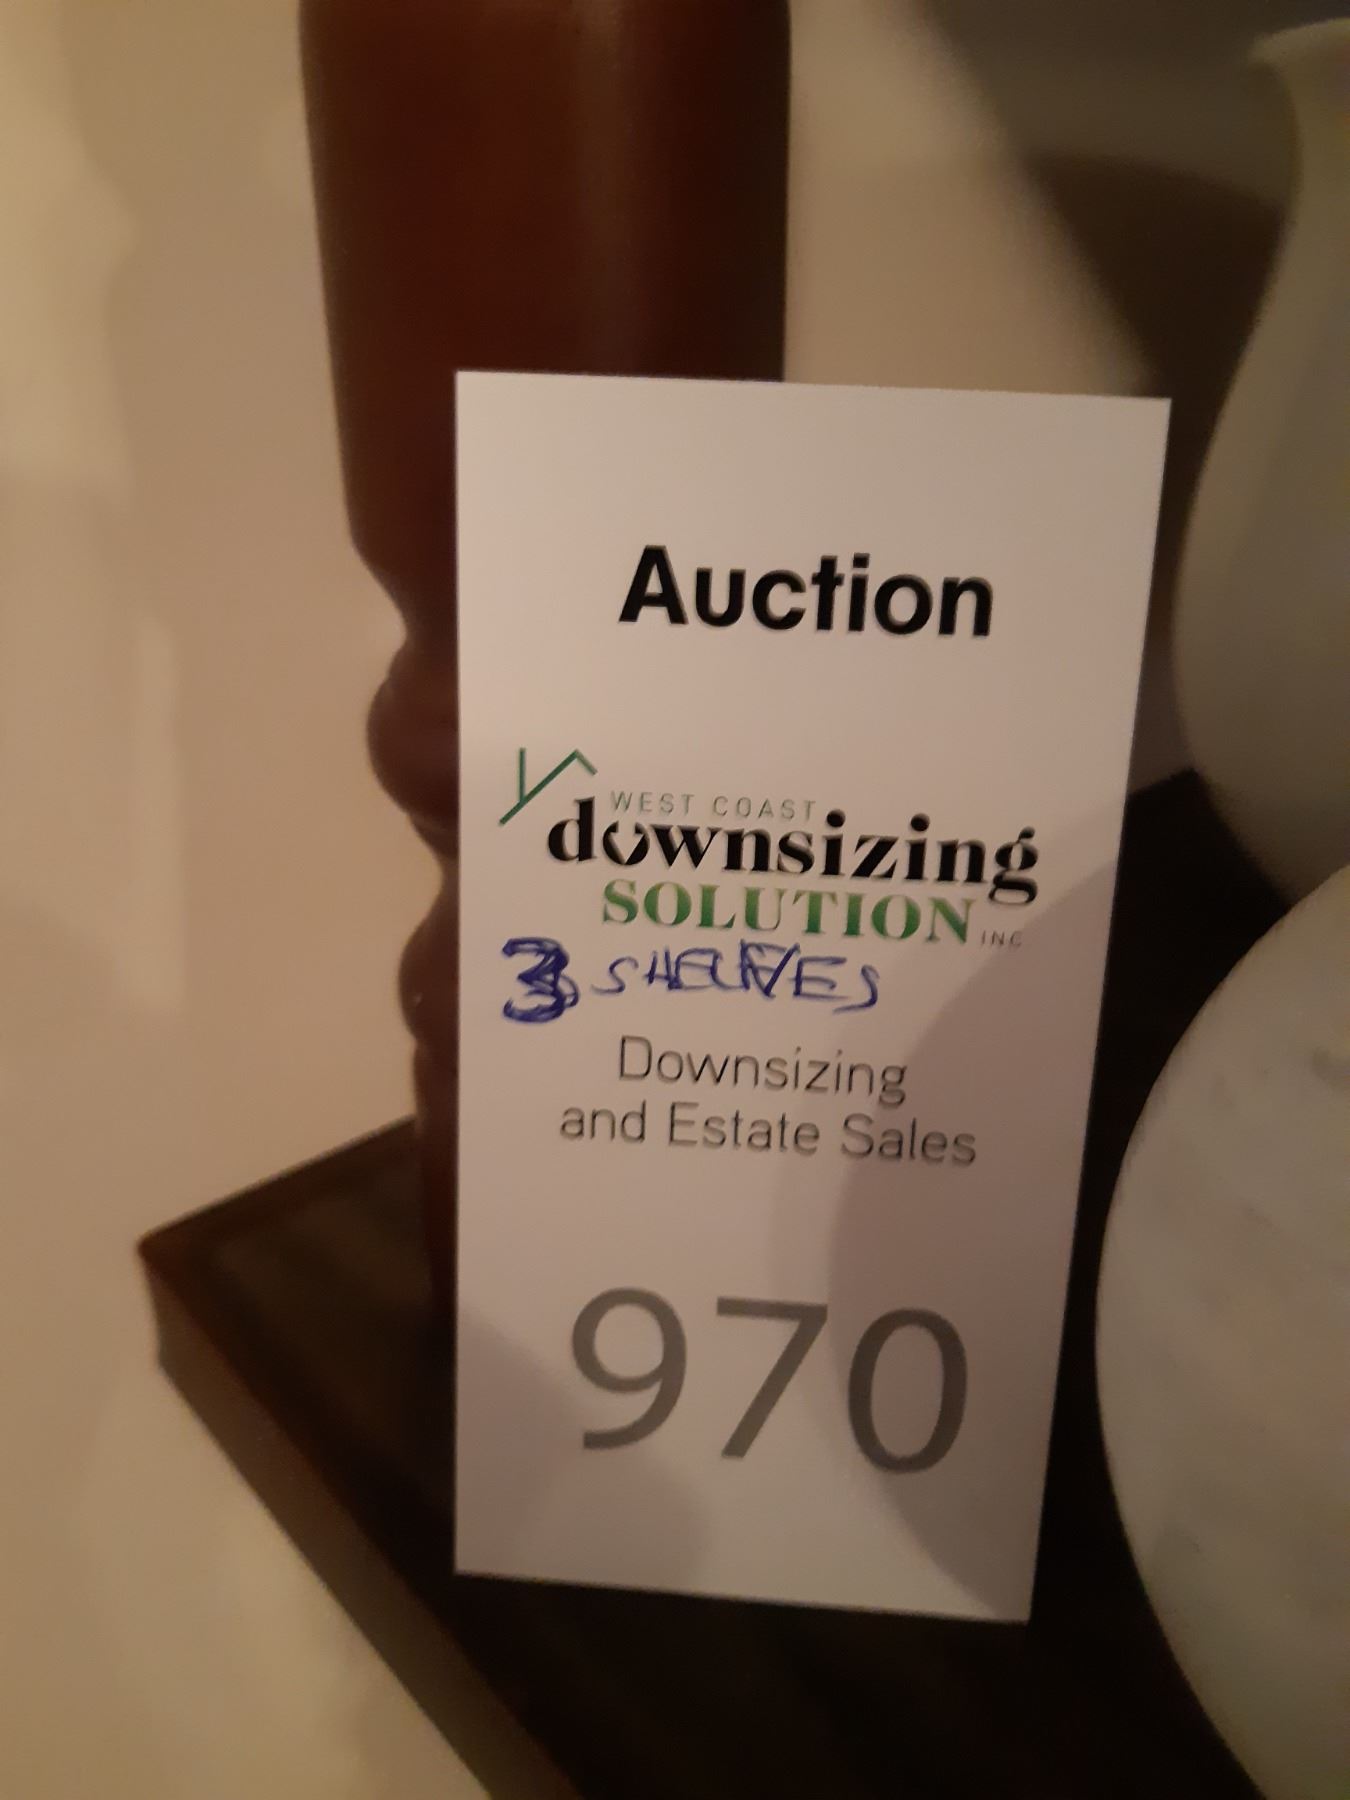 Auction
WEST COAST
downsizing
SOLUTION INC
3 SHELVES
Downsizing
and Estate Sales
970